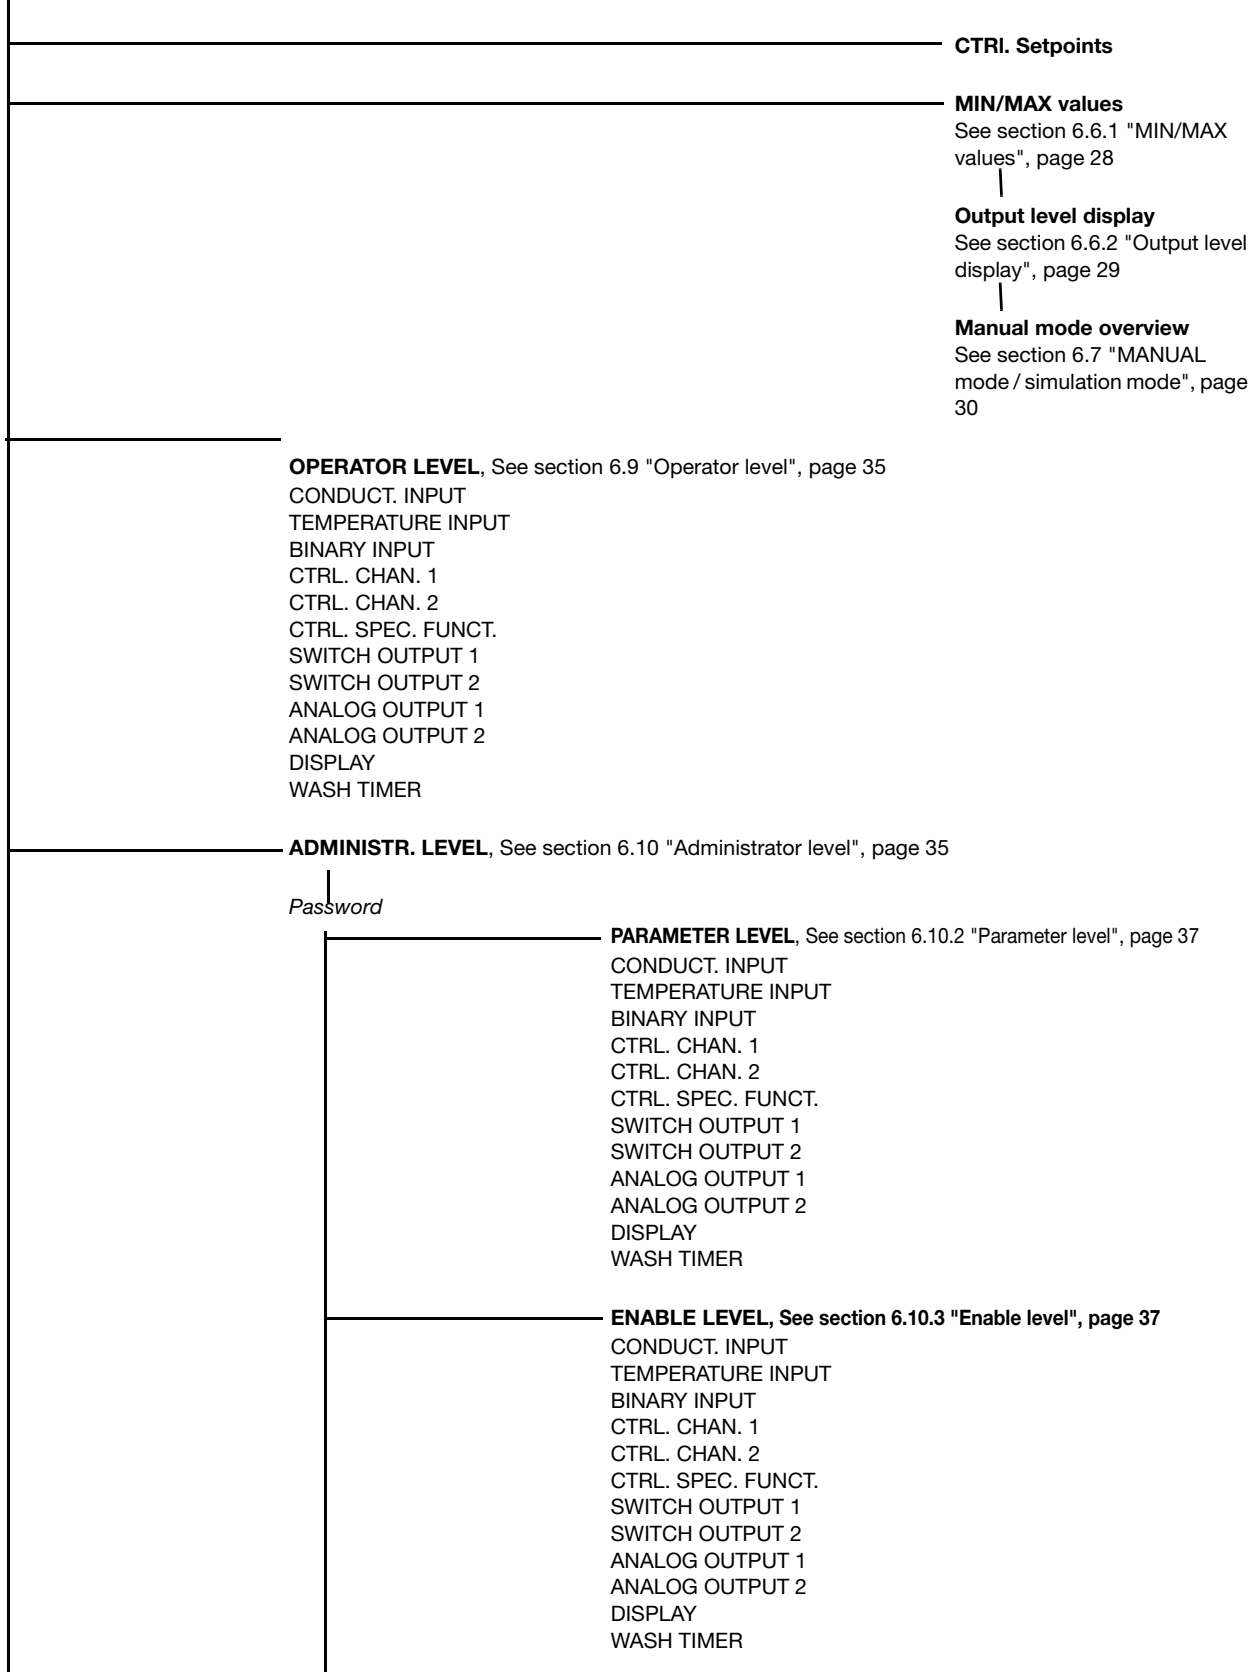 CTRl. Setpoints
MIN/MAX values
See section 6.6.1 "MIN/MAX
values", page 28
Output level display
See section 6.6.2 "Output level
display", page 29
Manual mode overview
See section 6.7 "MANUAL
mode / simulation mode", page
30
OPERATOR LEVEL, See section 6.9 "Operator level", page 35
CONDUCT. INPUT
TEMPERATURE INPUT
BINARY INPUT
CTRL. CHAN. 1
CTRL. CHAN. 2
CTRL. SPEC. FUNCT.
SWITCH OUTPUT 1
SWITCH OUTPUT 2
ANALOG OUTPUT 1
ANALOG OUTPUT 2
DISPLAY
WASH TIMER
ADMINISTR. LEVEL, See section 6.10 "Administrator level", page 35
Password
PARAMETER LEVEL, See section 6.10.2 "Parameter level", page 37
CONDUCT. INPUT
TEMPERATURE INPUT
BINARY INPUT
CTRL. CHAN. 1
CTRL. CHAN. 2
CTRL. SPEC. FUNCT.
SWITCH OUTPUT 1
SWITCH OUTPUT 2
ANALOG OUTPUT 1
ANALOG OUTPUT 2
DISPLAY
WASH TIMER
ENABLE LEVEL, See section 6.10.3 "Enable level", page 37
CONDUCT. INPUT
TEMPERATURE INPUT
BINARY INPUT
CTRL. CHAN. 1
CTRL. CHAN. 2
CTRL. SPEC. FUNCT.
SWITCH OUTPUT 1
SWITCH OUTPUT 2
ANALOG OUTPUT 1
ANALOG OUTPUT 2
DISPLAY
WASH TIMER